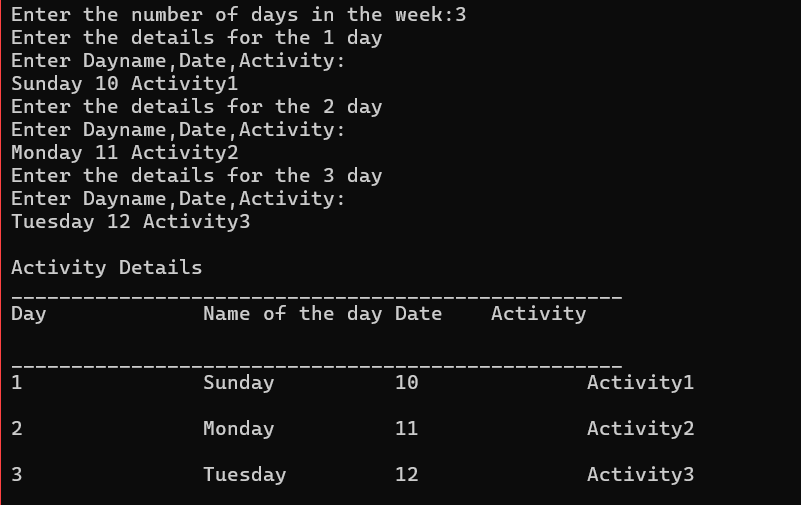 Enter the number of days in the week:3
Enter the details for the 1 day
Enter Dayname,Date,Activity:
Sunday 10 Activity1
Enter the details for the 2 day
Enter Dayname,Date,Activity:
Monday 11 Activity2
Enter the details for the 3 day
Enter Dayname,Date,Activity:
Tuesday 12 Activity3
Activity Details
___________________________________________________
Day Name of the day Date Activity
___________________________________________________
1 Sunday 10 Activity1
2 Monday 11 Activity2
3 Tuesday 12 Activity3